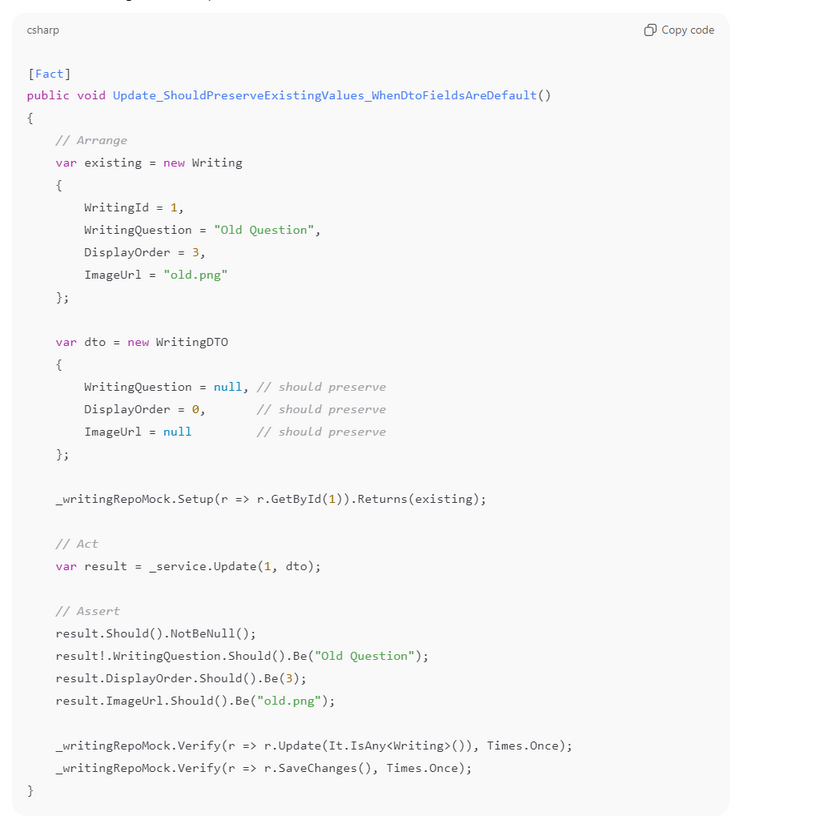 csharp
Copy code
[Fact]
public void Update_ShouldPreserveExistingValues_WhenDtoFieldsAreDefault()
{
    // Arrange
    var existing = new Writing
    {
        WritingId = 1,
        WritingQuestion = "Old Question",
        DisplayOrder = 3,
        ImageUrl = "old.png"
    };
    var dto = new WritingDTO
    {
        WritingQuestion = null, // should preserve
        DisplayOrder = 0,       // should preserve
        ImageUrl = null         // should preserve
    };
    _writingRepoMock.Setup(r => r.GetById(1)).Returns(existing);
    // Act
    var result = _service.Update(1, dto);
    // Assert
    result.Should().NotBeNull();
    result!.WritingQuestion.Should().Be("Old Question");
    result.DisplayOrder.Should().Be(3);
    result.ImageUrl.Should().Be("old.png");
    _writingRepoMock.Verify(r => r.Update(It.IsAny<Writing>()), Times.Once);
    _writingRepoMock.Verify(r => r.SaveChanges(), Times.Once);
}